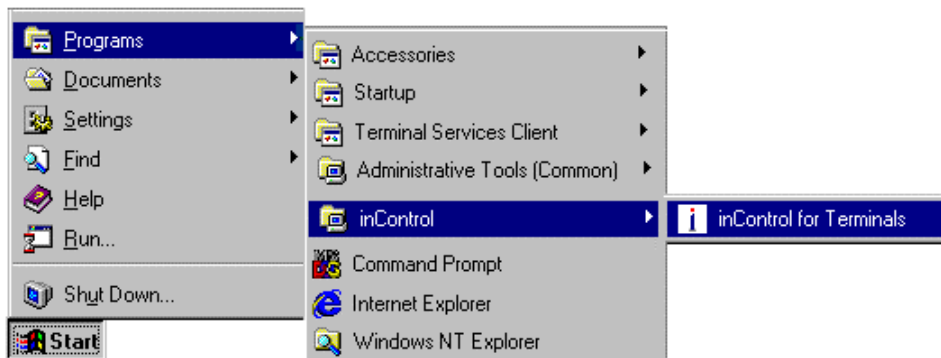 Programs
Documents
Settings
Find
Help
Run...
Shut Down...
Start
Accessories
Startup
Terminal Services Client
Administrative Tools (Common)
inControl
Command Prompt
Internet Explorer
Windows NT Explorer
inControl for Terminals